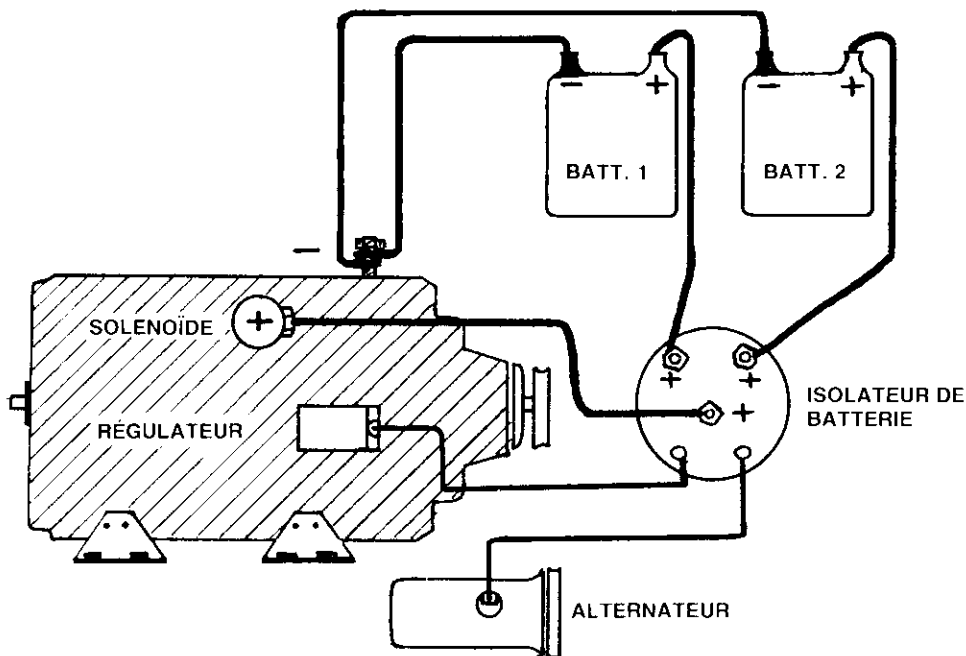 − +
BATT. 1
− +
BATT. 2
−
SOLENOÏDE
+
+ +
+
ISOLATEUR DE
BATTERIE
RÉGULATEUR
ALTERNATEUR